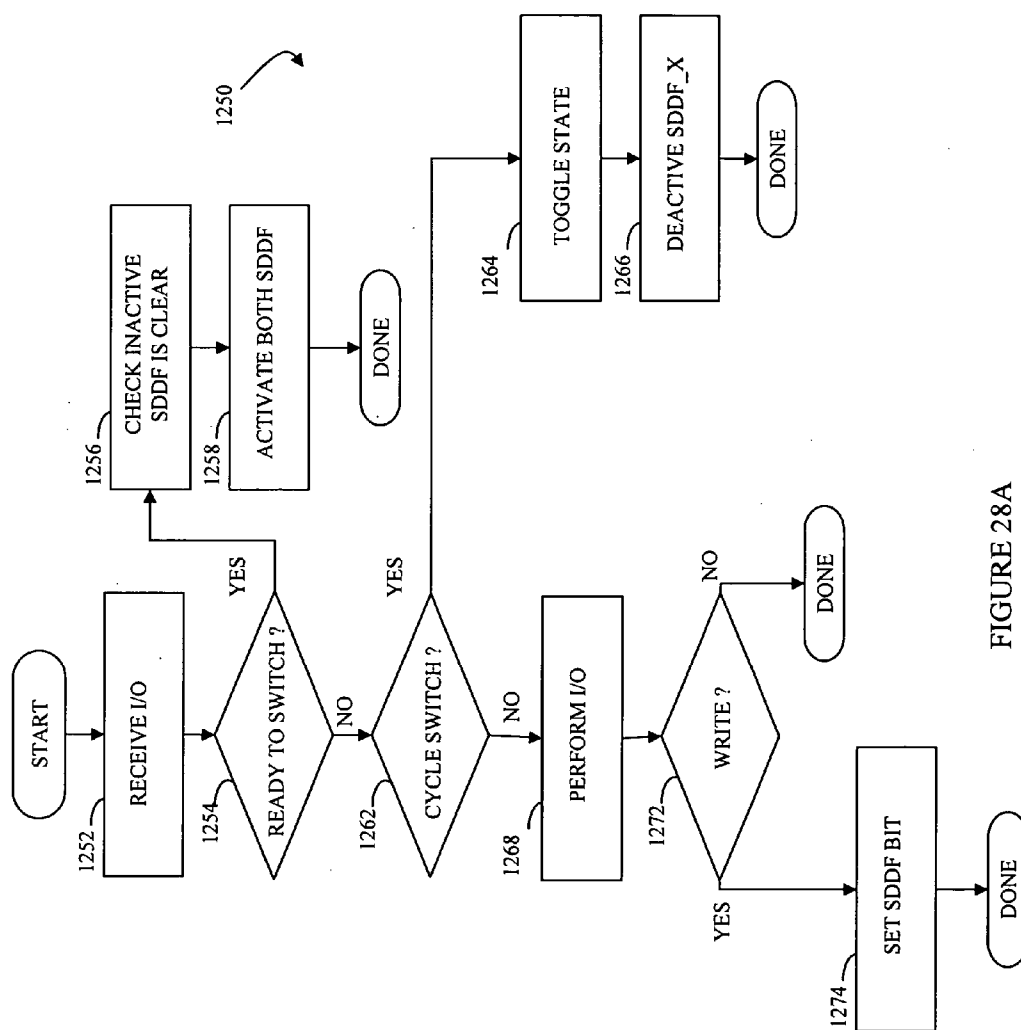 1250
START
1252
RECEIVE I/O
1254
READY TO SWITCH ?
YES
NO
1256
CHECK INACTIVE
SDDF IS CLEAR
1258
ACTIVATE BOTH SDDF
DONE
1262
CYCLE SWITCH ?
YES
NO
1264
TOGGLE STATE
1266
DEACTIVE SDDF_X
DONE
1268
PERFORM I/O
1272
WRITE ?
NO
DONE
YES
1274
SET SDDF BIT
DONE
FIGURE 28A